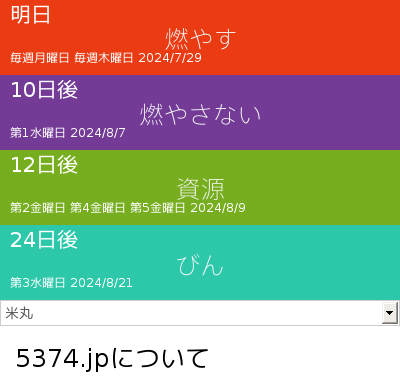 明日
燃やす
毎週月曜日 毎週木曜日 2024/7/29
10日後
燃やさない
第1水曜日 2024/8/7
12日後
資源
第2金曜日 第4金曜日 第5金曜日 2024/8/9
24日後
びん
第3水曜日 2024/8/21
米丸
5374.jpについて